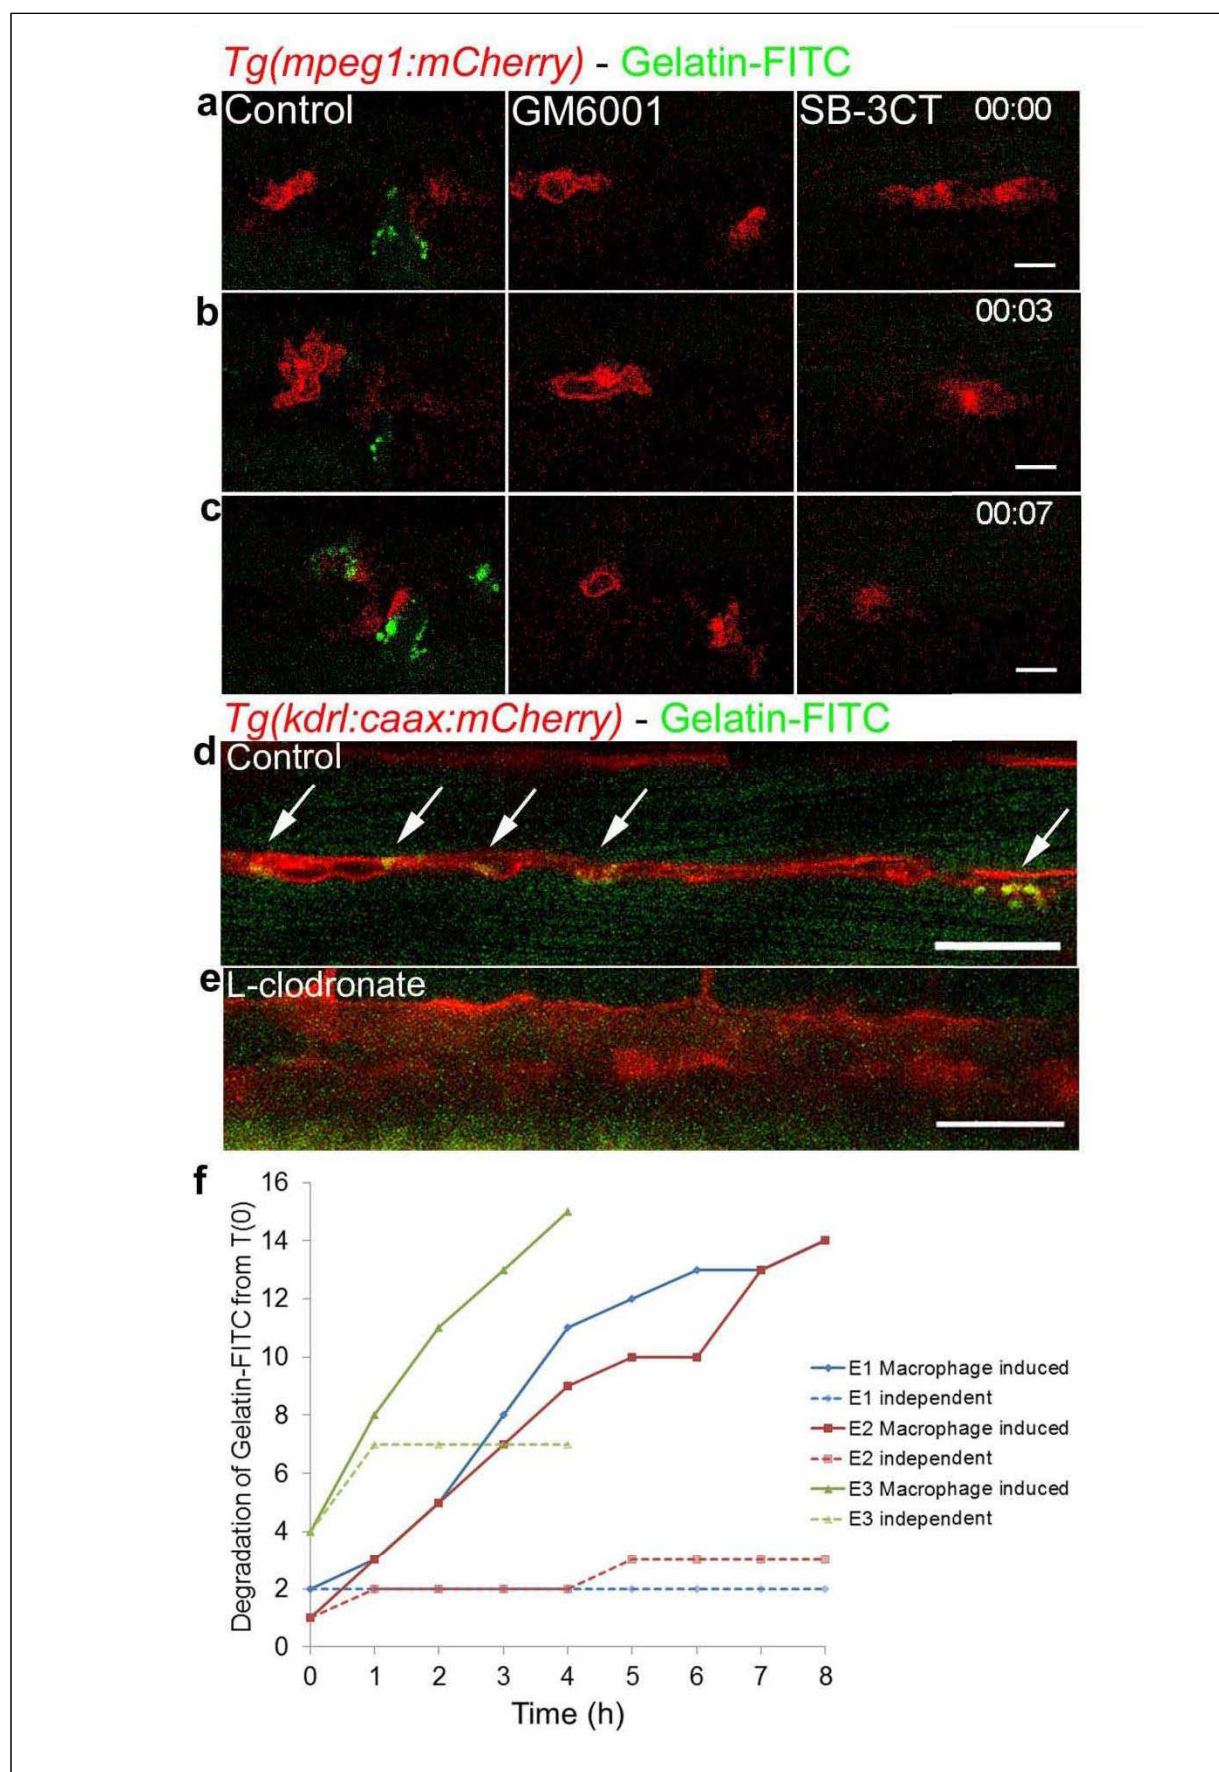 Tg(mpeg1:mCherry) - Gelatin-FITC
a Control GM6001 SB-3CT 00:00
b 00:03
c 00:07
Tg(kdrl:caax:mCherry) - Gelatin-FITC
d Control
e L-clodronate
f
Degradation of Gelatin-FITC from T(0)
16
14
12
10
8
6
4
2
0
0 1 2 3 4 5 6 7 8
Time (h)
E1 Macrophage induced
E1 independent
E2 Macrophage induced
E2 independent
E3 Macrophage induced
E3 independent